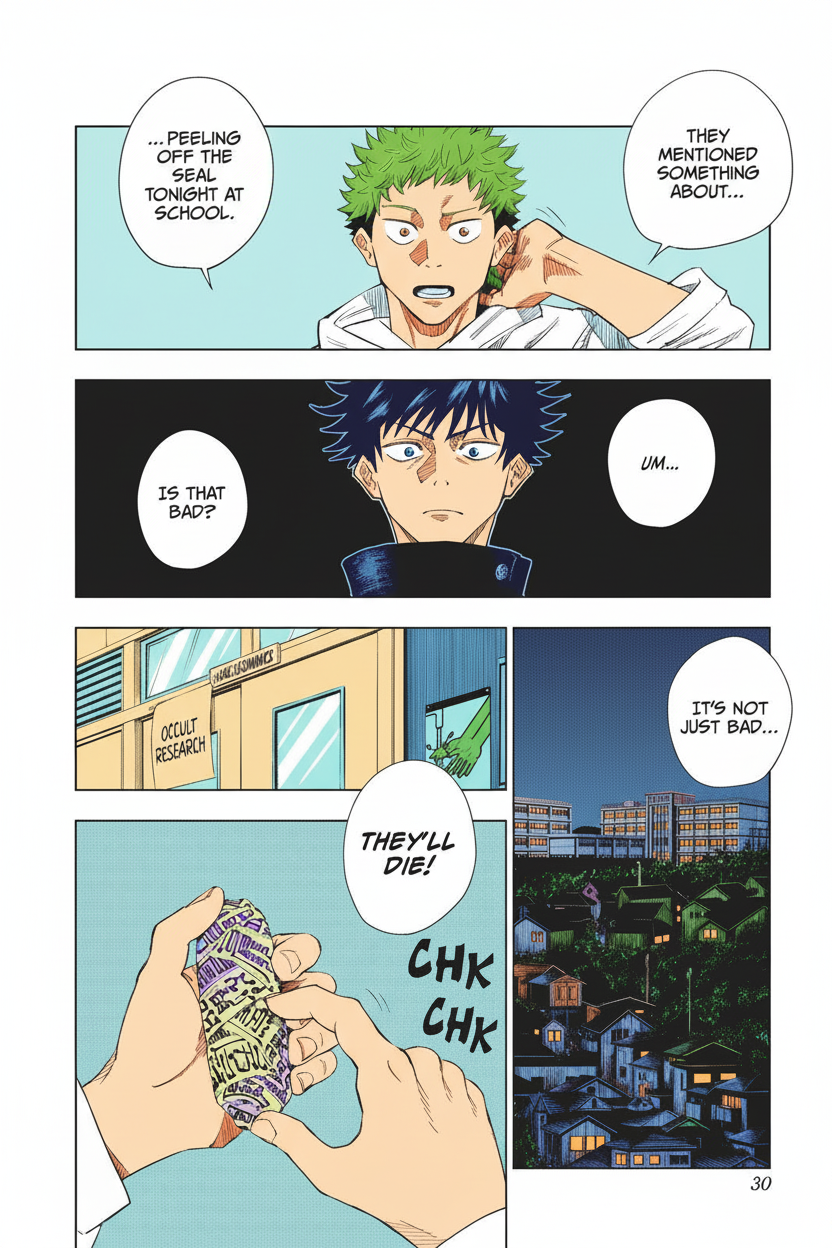 THEY
MENTIONED
SOMETHING
ABOUT...
...PEELING
OFF THE
SEAL
TONIGHT AT
SCHOOL.
UM...
IS THAT
BAD?
OCCULT
RESEARCH
IT'S NOT
JUST BAD...
THEY'LL
DIE!
CHK
CHK
30